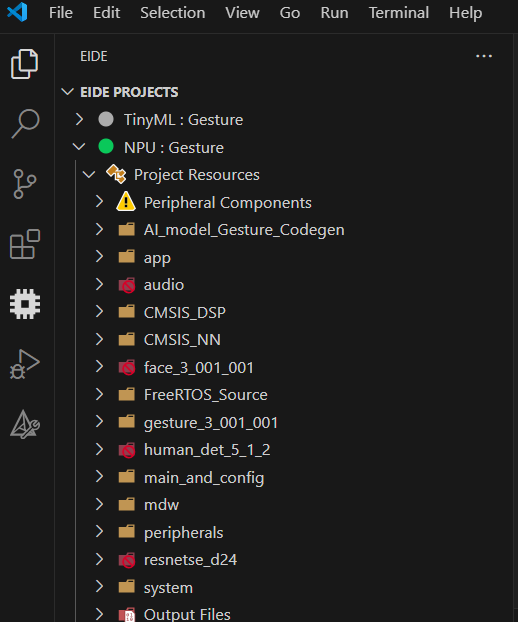 File Edit Selection View Go Run Terminal Help
EIDE
EIDE PROJECTS
TinyML : Gesture
NPU : Gesture
Project Resources
Peripheral Components
AI_model_Gesture_Codegen
app
audio
CMSIS_DSP
CMSIS_NN
face_3_001_001
FreeRTOS_Source
gesture_3_001_001
human_det_5_1_2
main_and_config
mdw
peripherals
resnetse_d24
system
Output Files